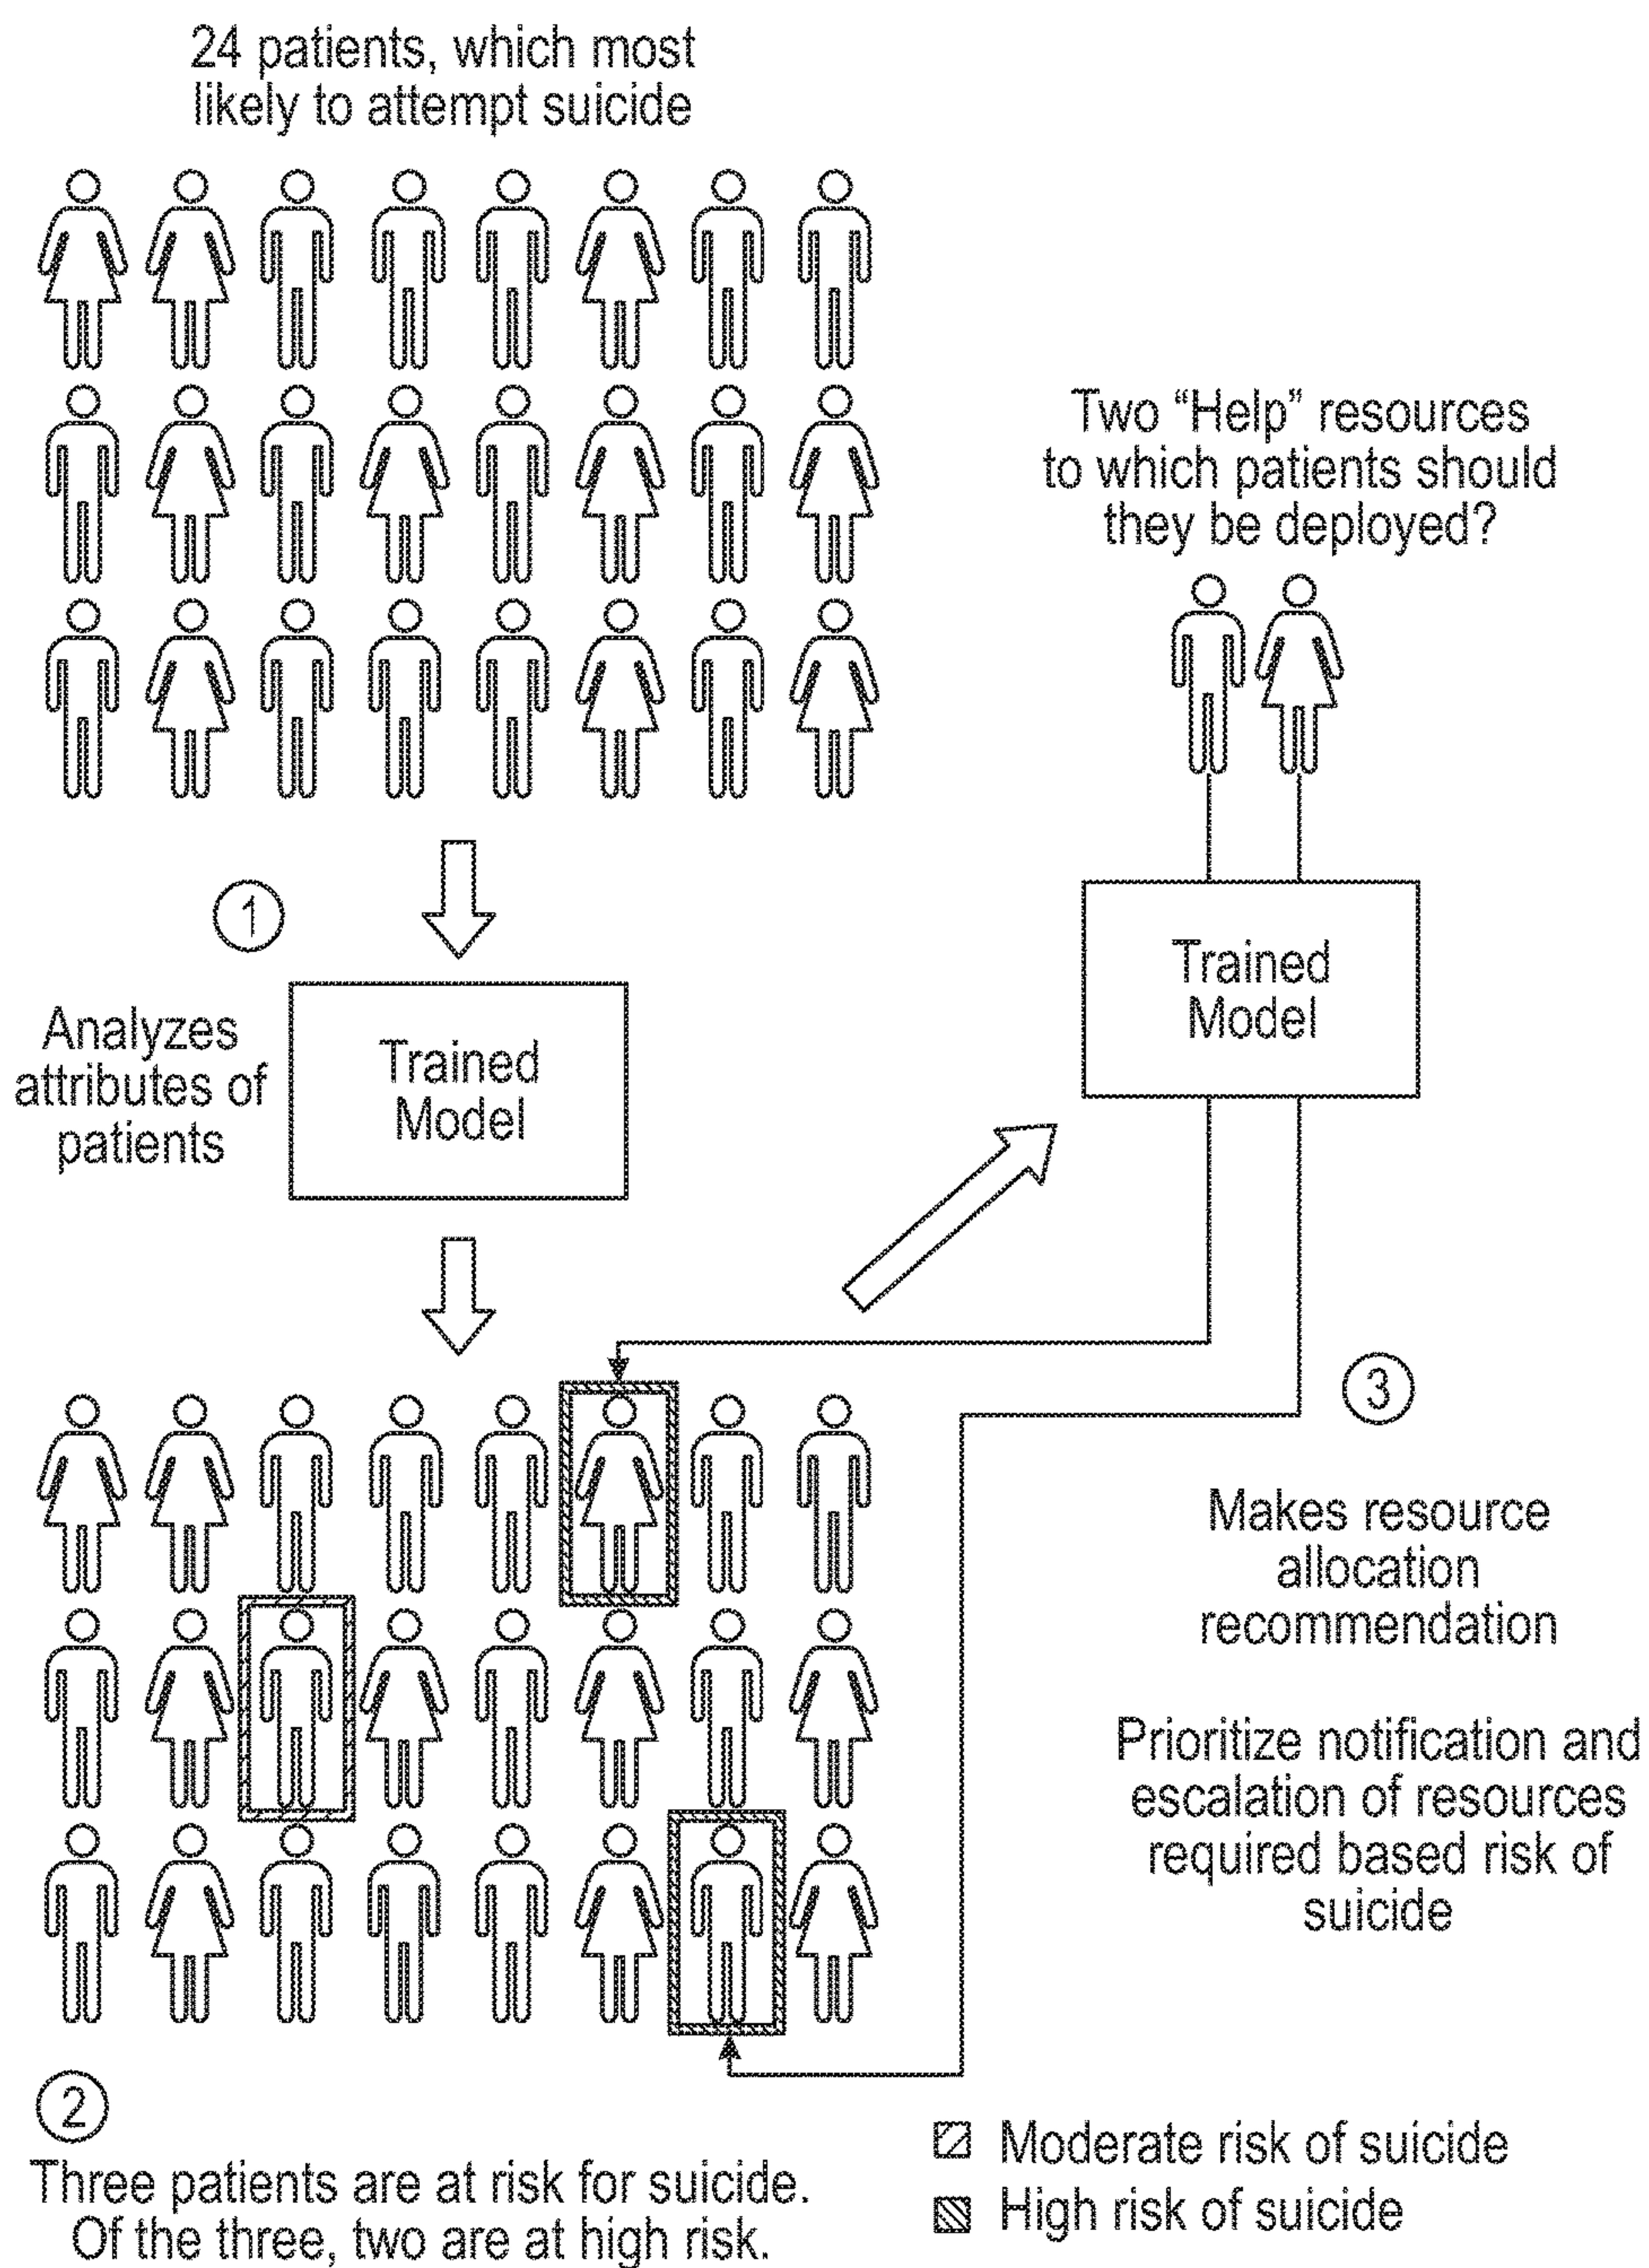 24 patients, which most
likely to attempt suicide
Two “Help” resources
to which patients should
they be deployed?
1
Analyzes
attributes of
patients
Trained
Model
Trained
Model
3
Makes resource
allocation
recommendation
Prioritize notification and
escalation of resources
required based risk of
suicide
2
Three patients are at risk for suicide.
Of the three, two are at high risk.
Moderate risk of suicide
High risk of suicide